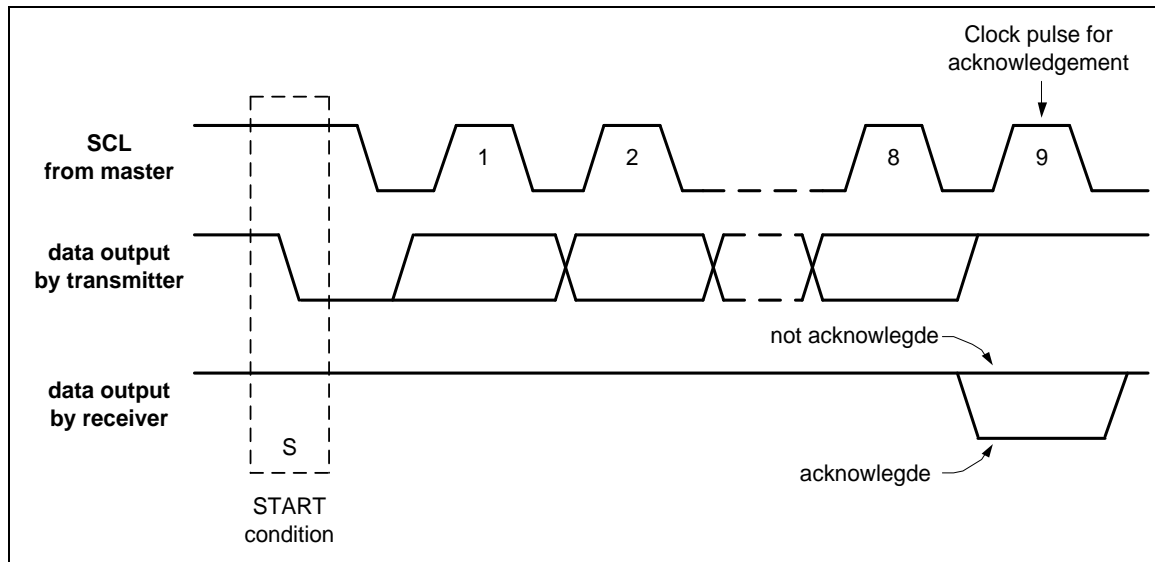 Clock pulse for
acknowledgement
SCL
from master
1
2
8
9
data output
by transmitter
not acknowlegde
data output
by receiver
S
acknowlegde
START
condition